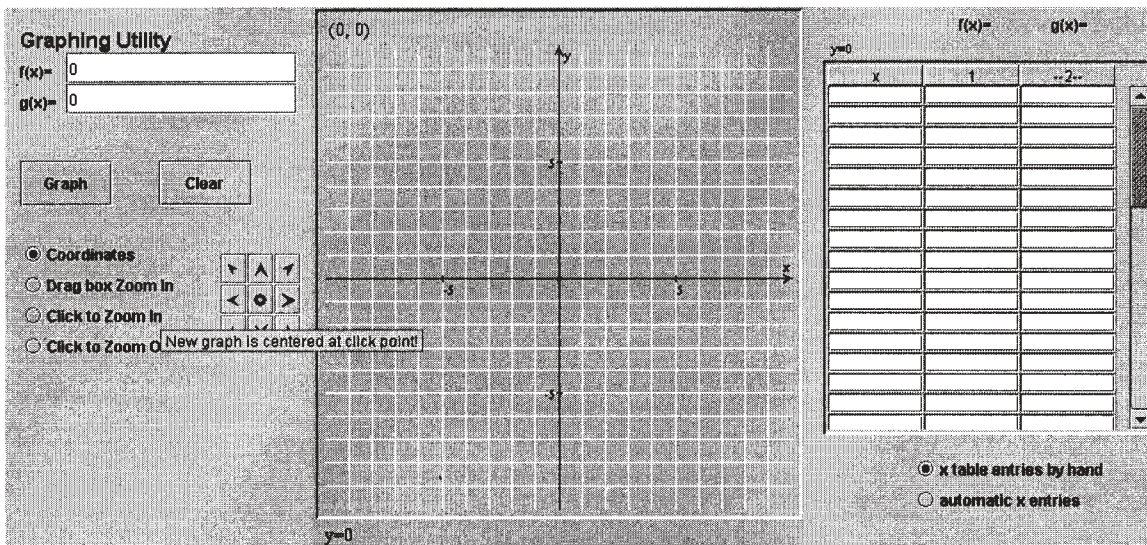 Graphing Utility
f(x)= 0
g(x)= 0
Graph Clear
Coordinates
Drag box Zoom In
Click to Zoom In
Click to Zoom O
New graph is centered at click point!
(0, 0)
y
5
x
-5 5
-5
y=0
f(x)= g(x)=
y=0
x 1 --2--
x table entries by hand
automatic x entries